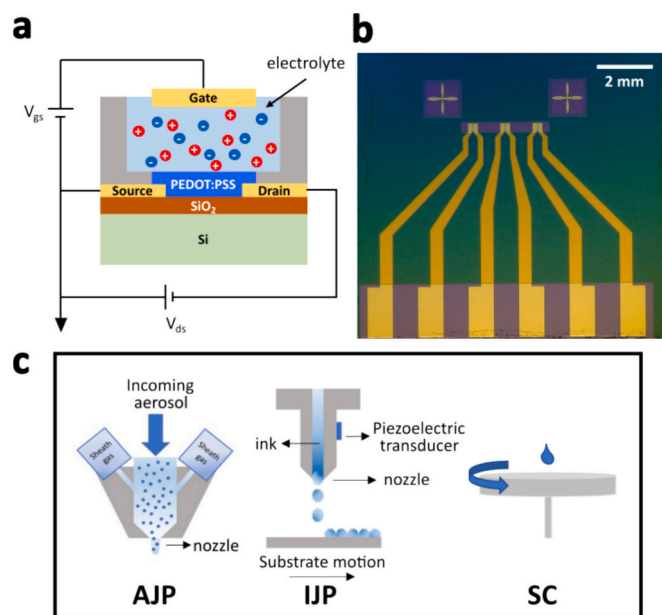 a
electrolyte
Gate
V_gs
PEDOT:PSS
Source
Drain
SiO₂
Si
V_ds
b
2 mm
c
Incoming
aerosol
Sheath
gas
Sheath
gas
nozzle
AJP
ink
Piezoelectric
transducer
nozzle
Substrate motion
IJP
SC